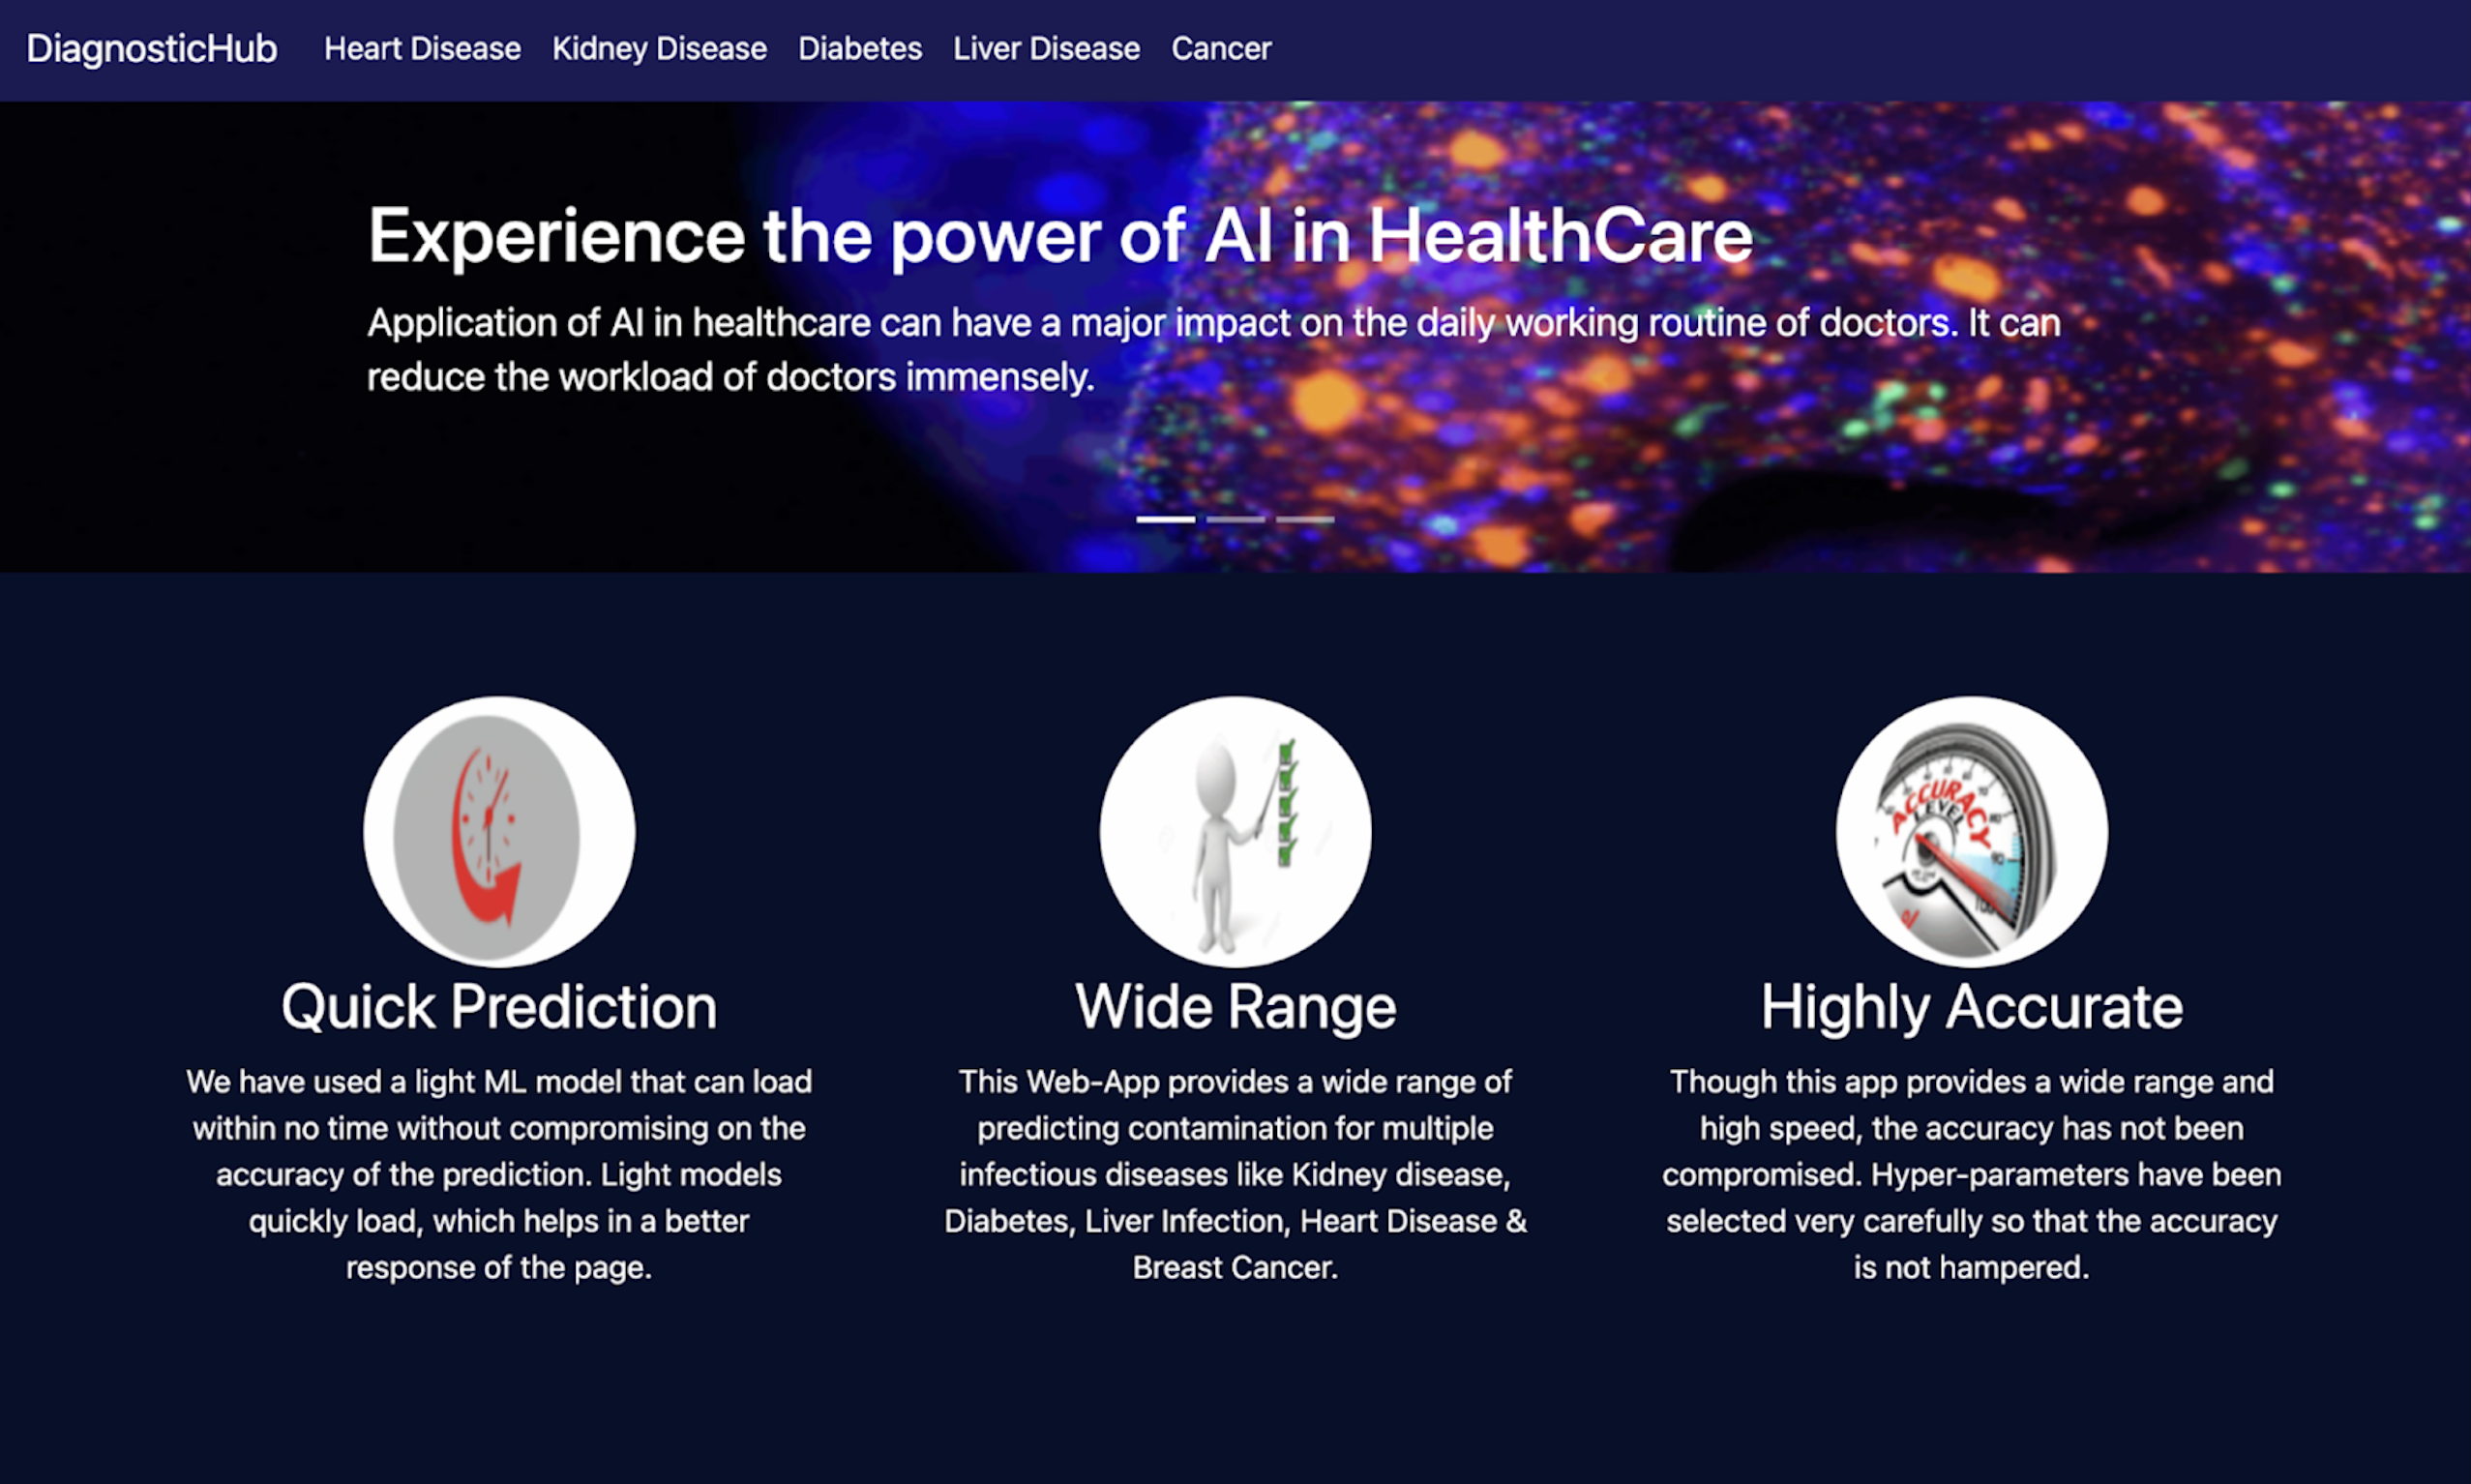 DiagnosticHub Heart Disease Kidney Disease Diabetes Liver Disease Cancer
Experience the power of AI in HealthCare
Application of AI in healthcare can have a major impact on the daily working routine of doctors. It can
reduce the workload of doctors immensely.
ACCURACY
LEVEL
90
100
%
Quick Prediction
We have used a light ML model that can load
within no time without compromising on the
accuracy of the prediction. Light models
quickly load, which helps in a better
response of the page.
Wide Range
This Web-App provides a wide range of
predicting contamination for multiple
infectious diseases like Kidney disease,
Diabetes, Liver Infection, Heart Disease &
Breast Cancer.
Highly Accurate
Though this app provides a wide range and
high speed, the accuracy has not been
compromised. Hyper-parameters have been
selected very carefully so that the accuracy
is not hampered.